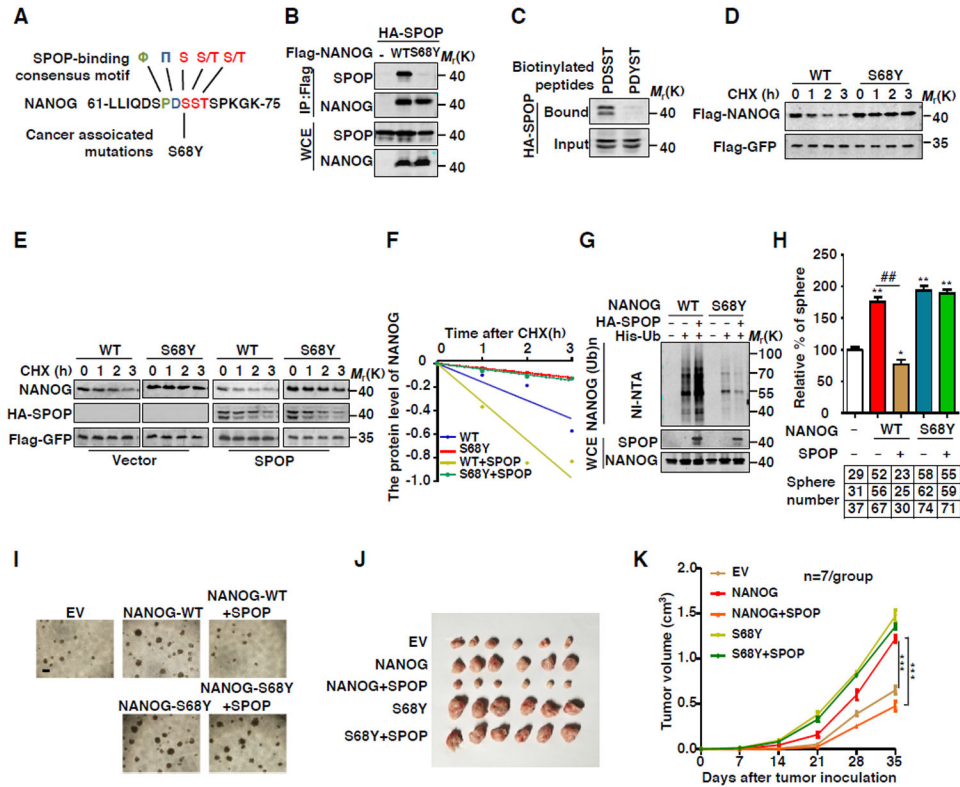 A
SPOP-binding consensus motif
Φ Π S S/T S/T
NANOG 61-LLIQDSPDSSTSPKGK-75
Cancer assoicated mutations
S68Y
B
HA-SPOP
Flag-NANOG - WT S68Y Mr(K)
IP:Flag
SPOP 40
NANOG 40
WCE
SPOP 40
NANOG 40
C
Biotinylated peptides
PDSST
PDYST
Mr(K)
HA-SPOP
Bound 40
Input 40
D
WT S68Y
CHX (h) 0 1 2 3 0 1 2 3 Mr(K)
Flag-NANOG 40
Flag-GFP 35
E
WT S68Y WT S68Y
CHX (h) 0 1 2 3 0 1 2 3 0 1 2 3 0 1 2 3 Mr(K)
NANOG 40
HA-SPOP 40
Flag-GFP 35
Vector SPOP
F
Time after CHX(h)
0 1 2 3
The protein level of NANOG
0
-0.2
-0.4
-0.6
-0.8
-1.0
WT
S68Y
WT+SPOP
S68Y+SPOP
G
NANOG WT S68Y
HA-SPOP - - + - - +
His-Ub - + + - + + Mr(K)
NANOG (Ub)n
NI-NTA
100
70
55
40
WCE
SPOP 40
NANOG 40
H
Relative % of sphere
250
200
150
100
50
0
** ## * ** **
NANOG - WT S68Y
SPOP - - + - +
Sphere number
29 52 23 58 55
31 56 25 62 59
37 67 30 74 71
I
EV
NANOG-WT
NANOG-WT +SPOP
NANOG-S68Y
NANOG-S68Y +SPOP
J
EV
NANOG
NANOG+SPOP
S68Y
S68Y+SPOP
K
Tumor volume (cm3)
2.0
1.5
1.0
0.5
0.0
EV
NANOG
NANOG+SPOP
S68Y
S68Y+SPOP
n=7/group
***
***
0 7 14 21 28 35
Days after tumor inoculation